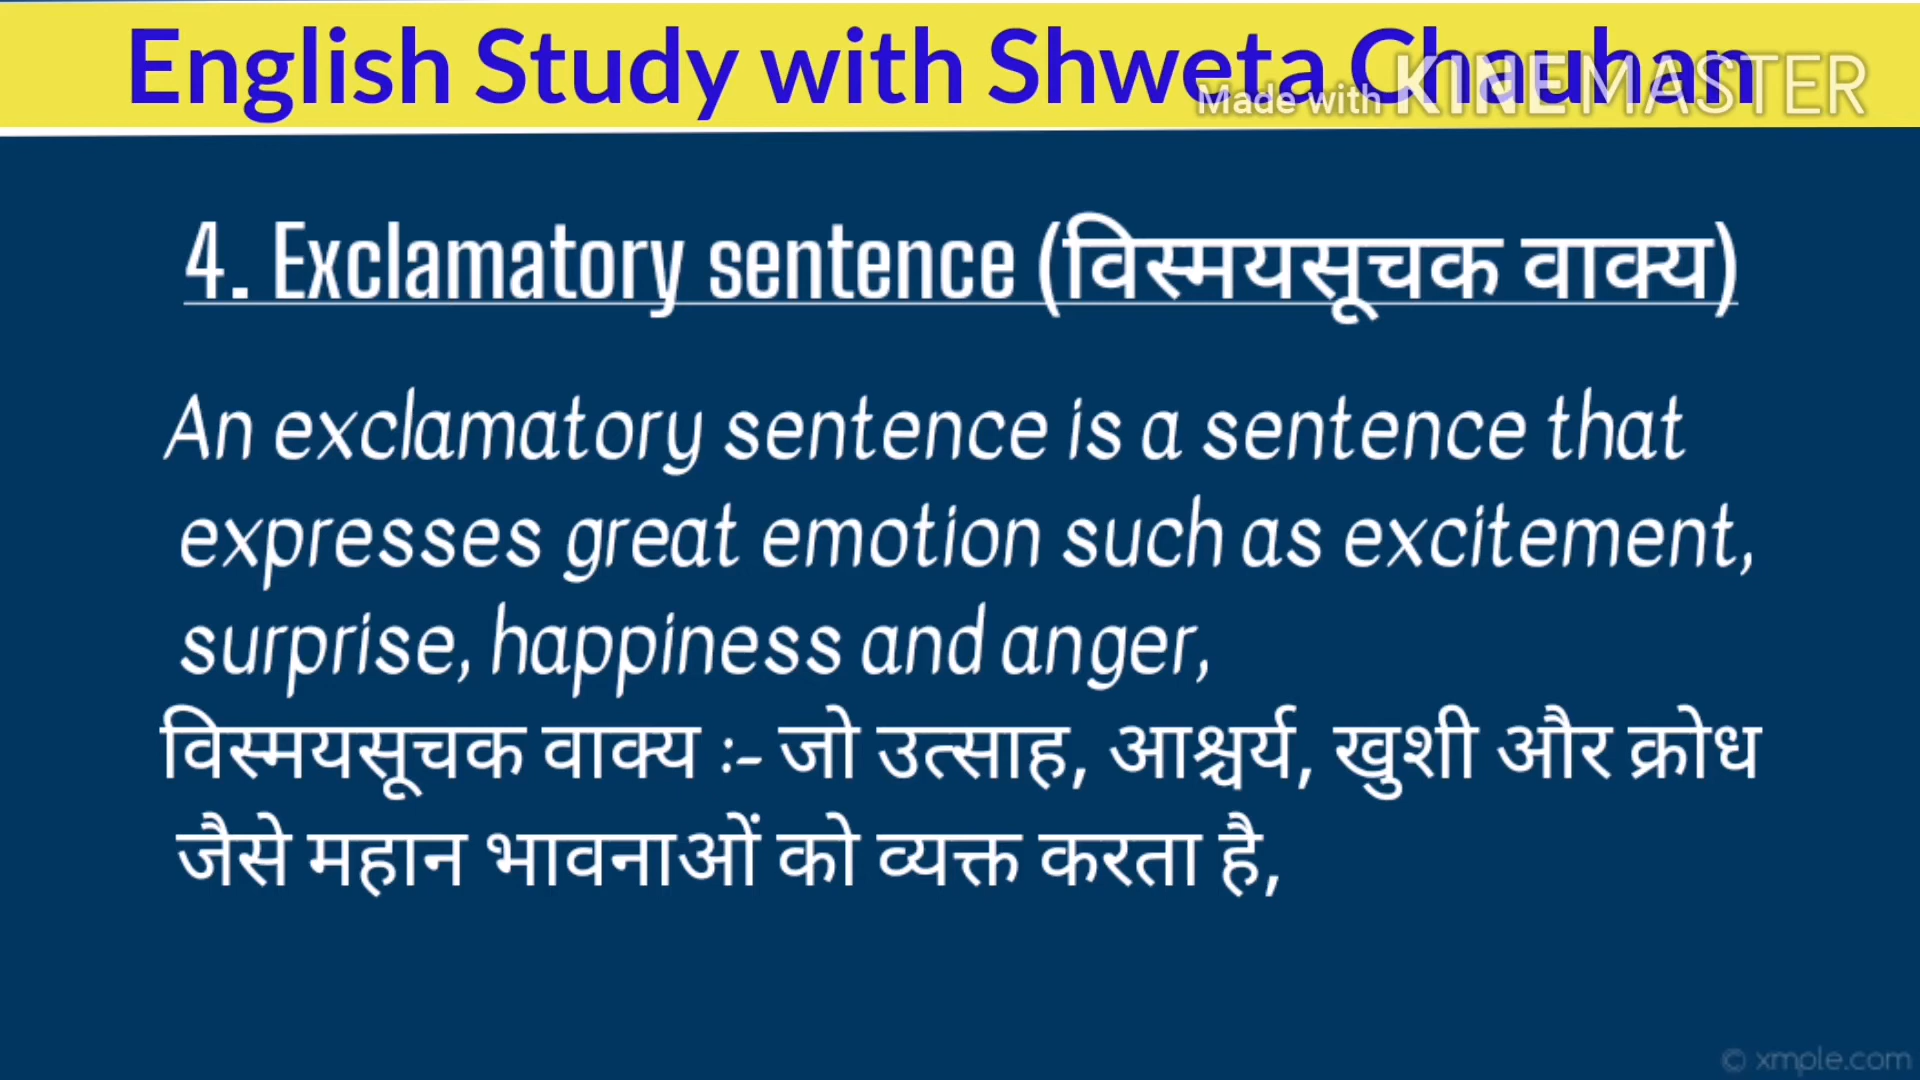 English Study with Shweta Chauhan
Made with KINEMASTER
4. Exclamatory sentence (विस्मयसूचक वाक्य)
An exclamatory sentence is a sentence that
expresses great emotion such as excitement,
surprise, happiness and anger,
विस्मयसूचक वाक्य :- जो उत्साह, आश्चर्य, खुशी और क्रोध
जैसे महान भावनाओं को व्यक्त करता है,
© xmple.com